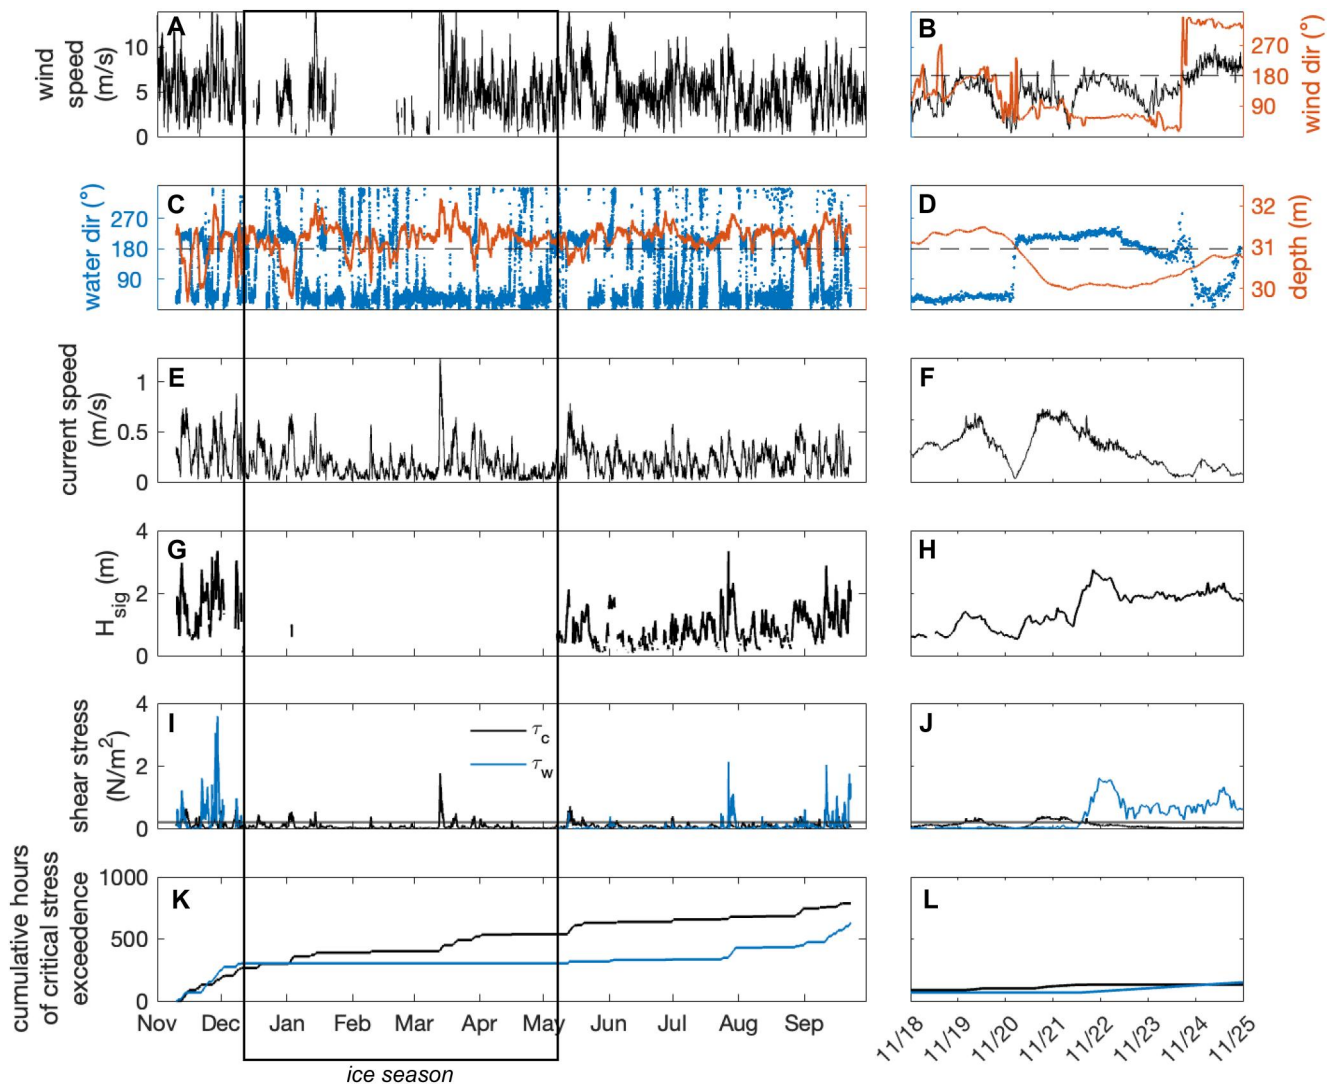 A
wind
speed
(m/s)
10
5
0
B
270
180
90
wind dir (°)
C
water dir (°)
270
180
90
D
32
31
30
depth (m)
E
current speed
(m/s)
1
0.5
0
F
G
H_sig (m)
4
2
0
H
I
shear stress
(N/m²)
4
2
0
τ_c
τ_w
J
K
cumulative hours
of critical stress
exceedence
1000
500
0
L
Nov Dec Jan Feb Mar Apr May Jun Jul Aug Sep
11/18 11/19 11/20 11/21 11/22 11/23 11/24 11/25
ice season